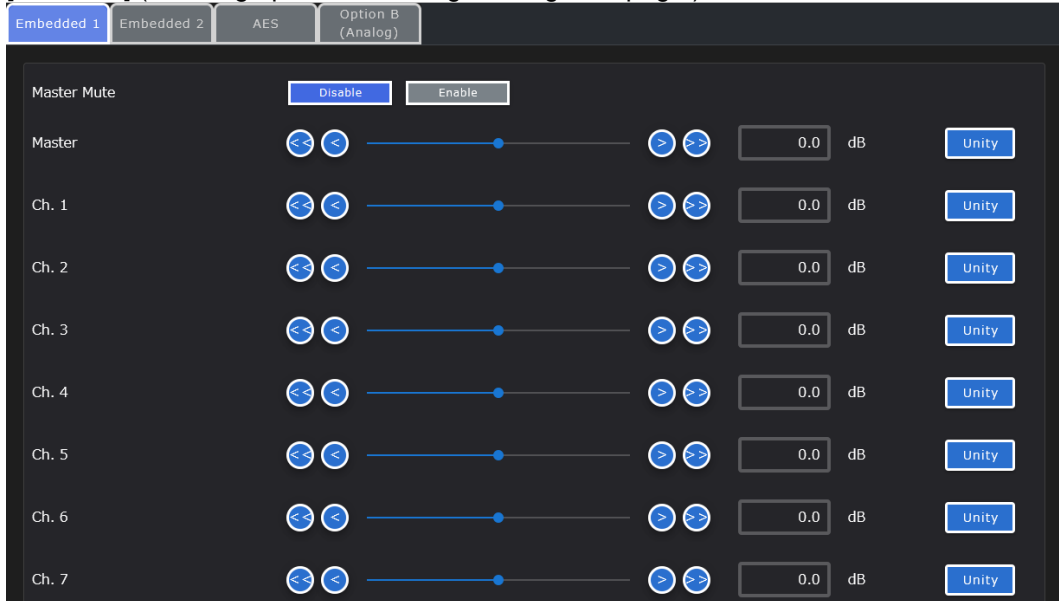 Embedded 1 Embedded 2 AES Option B
(Analog)
Master Mute Disable Enable
Master << < > >> 0.0 dB Unity
Ch. 1 << < > >> 0.0 dB Unity
Ch. 2 << < > >> 0.0 dB Unity
Ch. 3 << < > >> 0.0 dB Unity
Ch. 4 << < > >> 0.0 dB Unity
Ch. 5 << < > >> 0.0 dB Unity
Ch. 6 << < > >> 0.0 dB Unity
Ch. 7 << < > >> 0.0 dB Unity